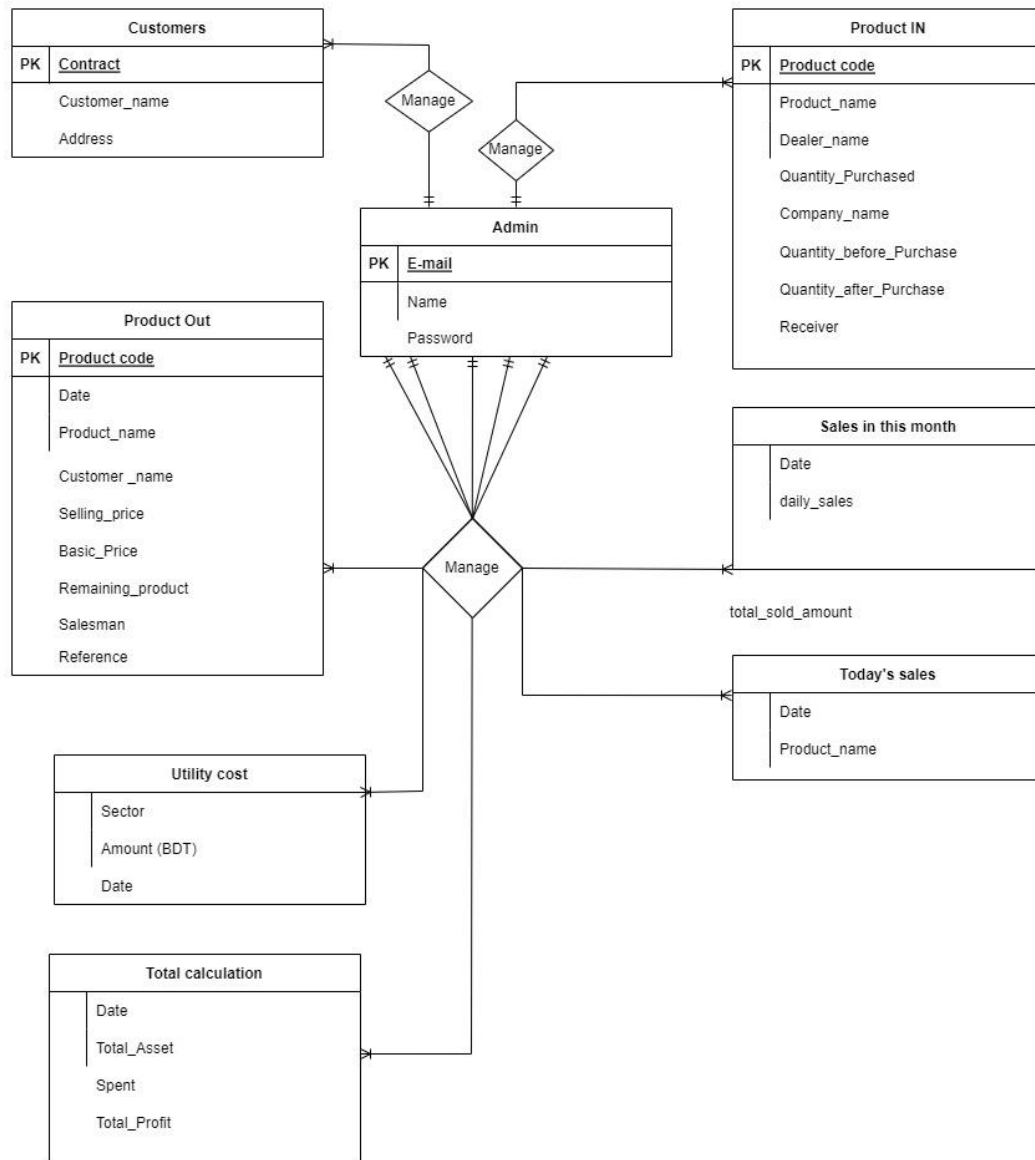 Customers
PK Contract
Customer_name
Address
Manage
Manage
Product IN
PK Product code
Product_name
Dealer_name
Quantity_Purchased
Company_name
Quantity_before_Purchase
Quantity_after_Purchase
Receiver
Admin
PK E-mail
Name
Password
Product Out
PK Product code
Date
Product_name
Customer _name
Selling_price
Basic_Price
Remaining_product
Salesman
Reference
Manage
Sales in this month
Date
daily_sales
total_sold_amount
Today's sales
Date
Product_name
Utility cost
Sector
Amount (BDT)
Date
Total calculation
Date
Total_Asset
Spent
Total_Profit